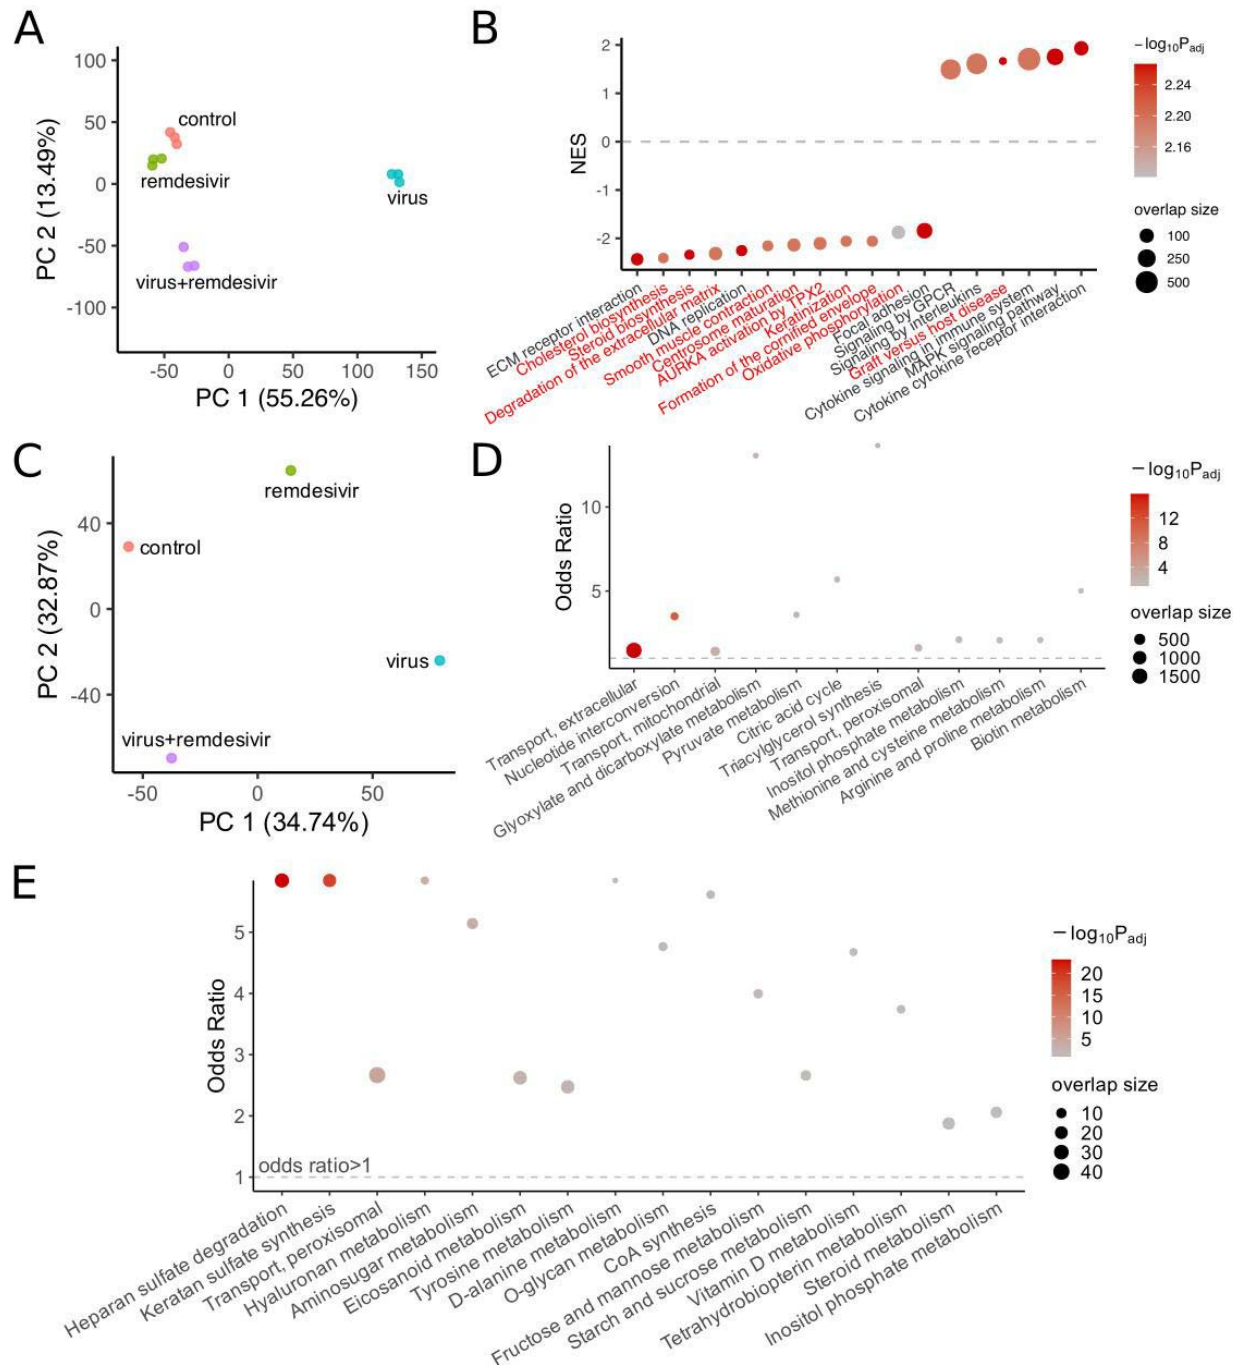 A
100
50
0
-50
-100
PC 2 (13.49%)
control
remdesivir
virus
virus+remdesivir
-50
0
50
100
150
PC 1 (55.26%)
B
2
1
0
-1
-2
NES
ECM receptor interaction
Cholesterol biosynthesis
Steroid biosynthesis
Degradation of the extracellular matrix
DNA replication
Smooth muscle contraction
Centrosome maturation
AURKA activation by TPX2
Keratinization
Formation of the cornified envelope
Oxidative phosphorylation
Focal adhesion
Signaling by GPCR
Signaling by interleukins
Graft versus host disease
Cytokine signaling in immune system
MAPK signaling pathway
Cytokine cytokine receptor interaction
−log10Padj
2.24
2.20
2.16
overlap size
100
250
500
C
40
0
-40
PC 2 (32.87%)
remdesivir
control
virus
virus+remdesivir
-50
0
50
PC 1 (34.74%)
D
10
5
Odds Ratio
Transport, extracellular
Nucleotide interconversion
Transport, mitochondrial
Glyoxylate and dicarboxylate metabolism
Pyruvate metabolism
Citric acid cycle
Triacylglycerol synthesis
Transport, peroxisomal
Inositol phosphate metabolism
Methionine and cysteine metabolism
Arginine and proline metabolism
Biotin metabolism
−log10Padj
12
8
4
overlap size
500
1000
1500
E
5
4
3
2
1
Odds Ratio
odds ratio>1
Heparan sulfate degradation
Keratan sulfate synthesis
Transport, peroxisomal
Hyaluronan metabolism
Aminosugar metabolism
Eicosanoid metabolism
Tyrosine metabolism
D-alanine metabolism
O-glycan metabolism
CoA synthesis
Fructose and mannose metabolism
Starch and sucrose metabolism
Vitamin D metabolism
Tetrahydrobiopterin metabolism
Steroid metabolism
Inositol phosphate metabolism
−log10Padj
20
15
10
5
overlap size
10
20
30
40